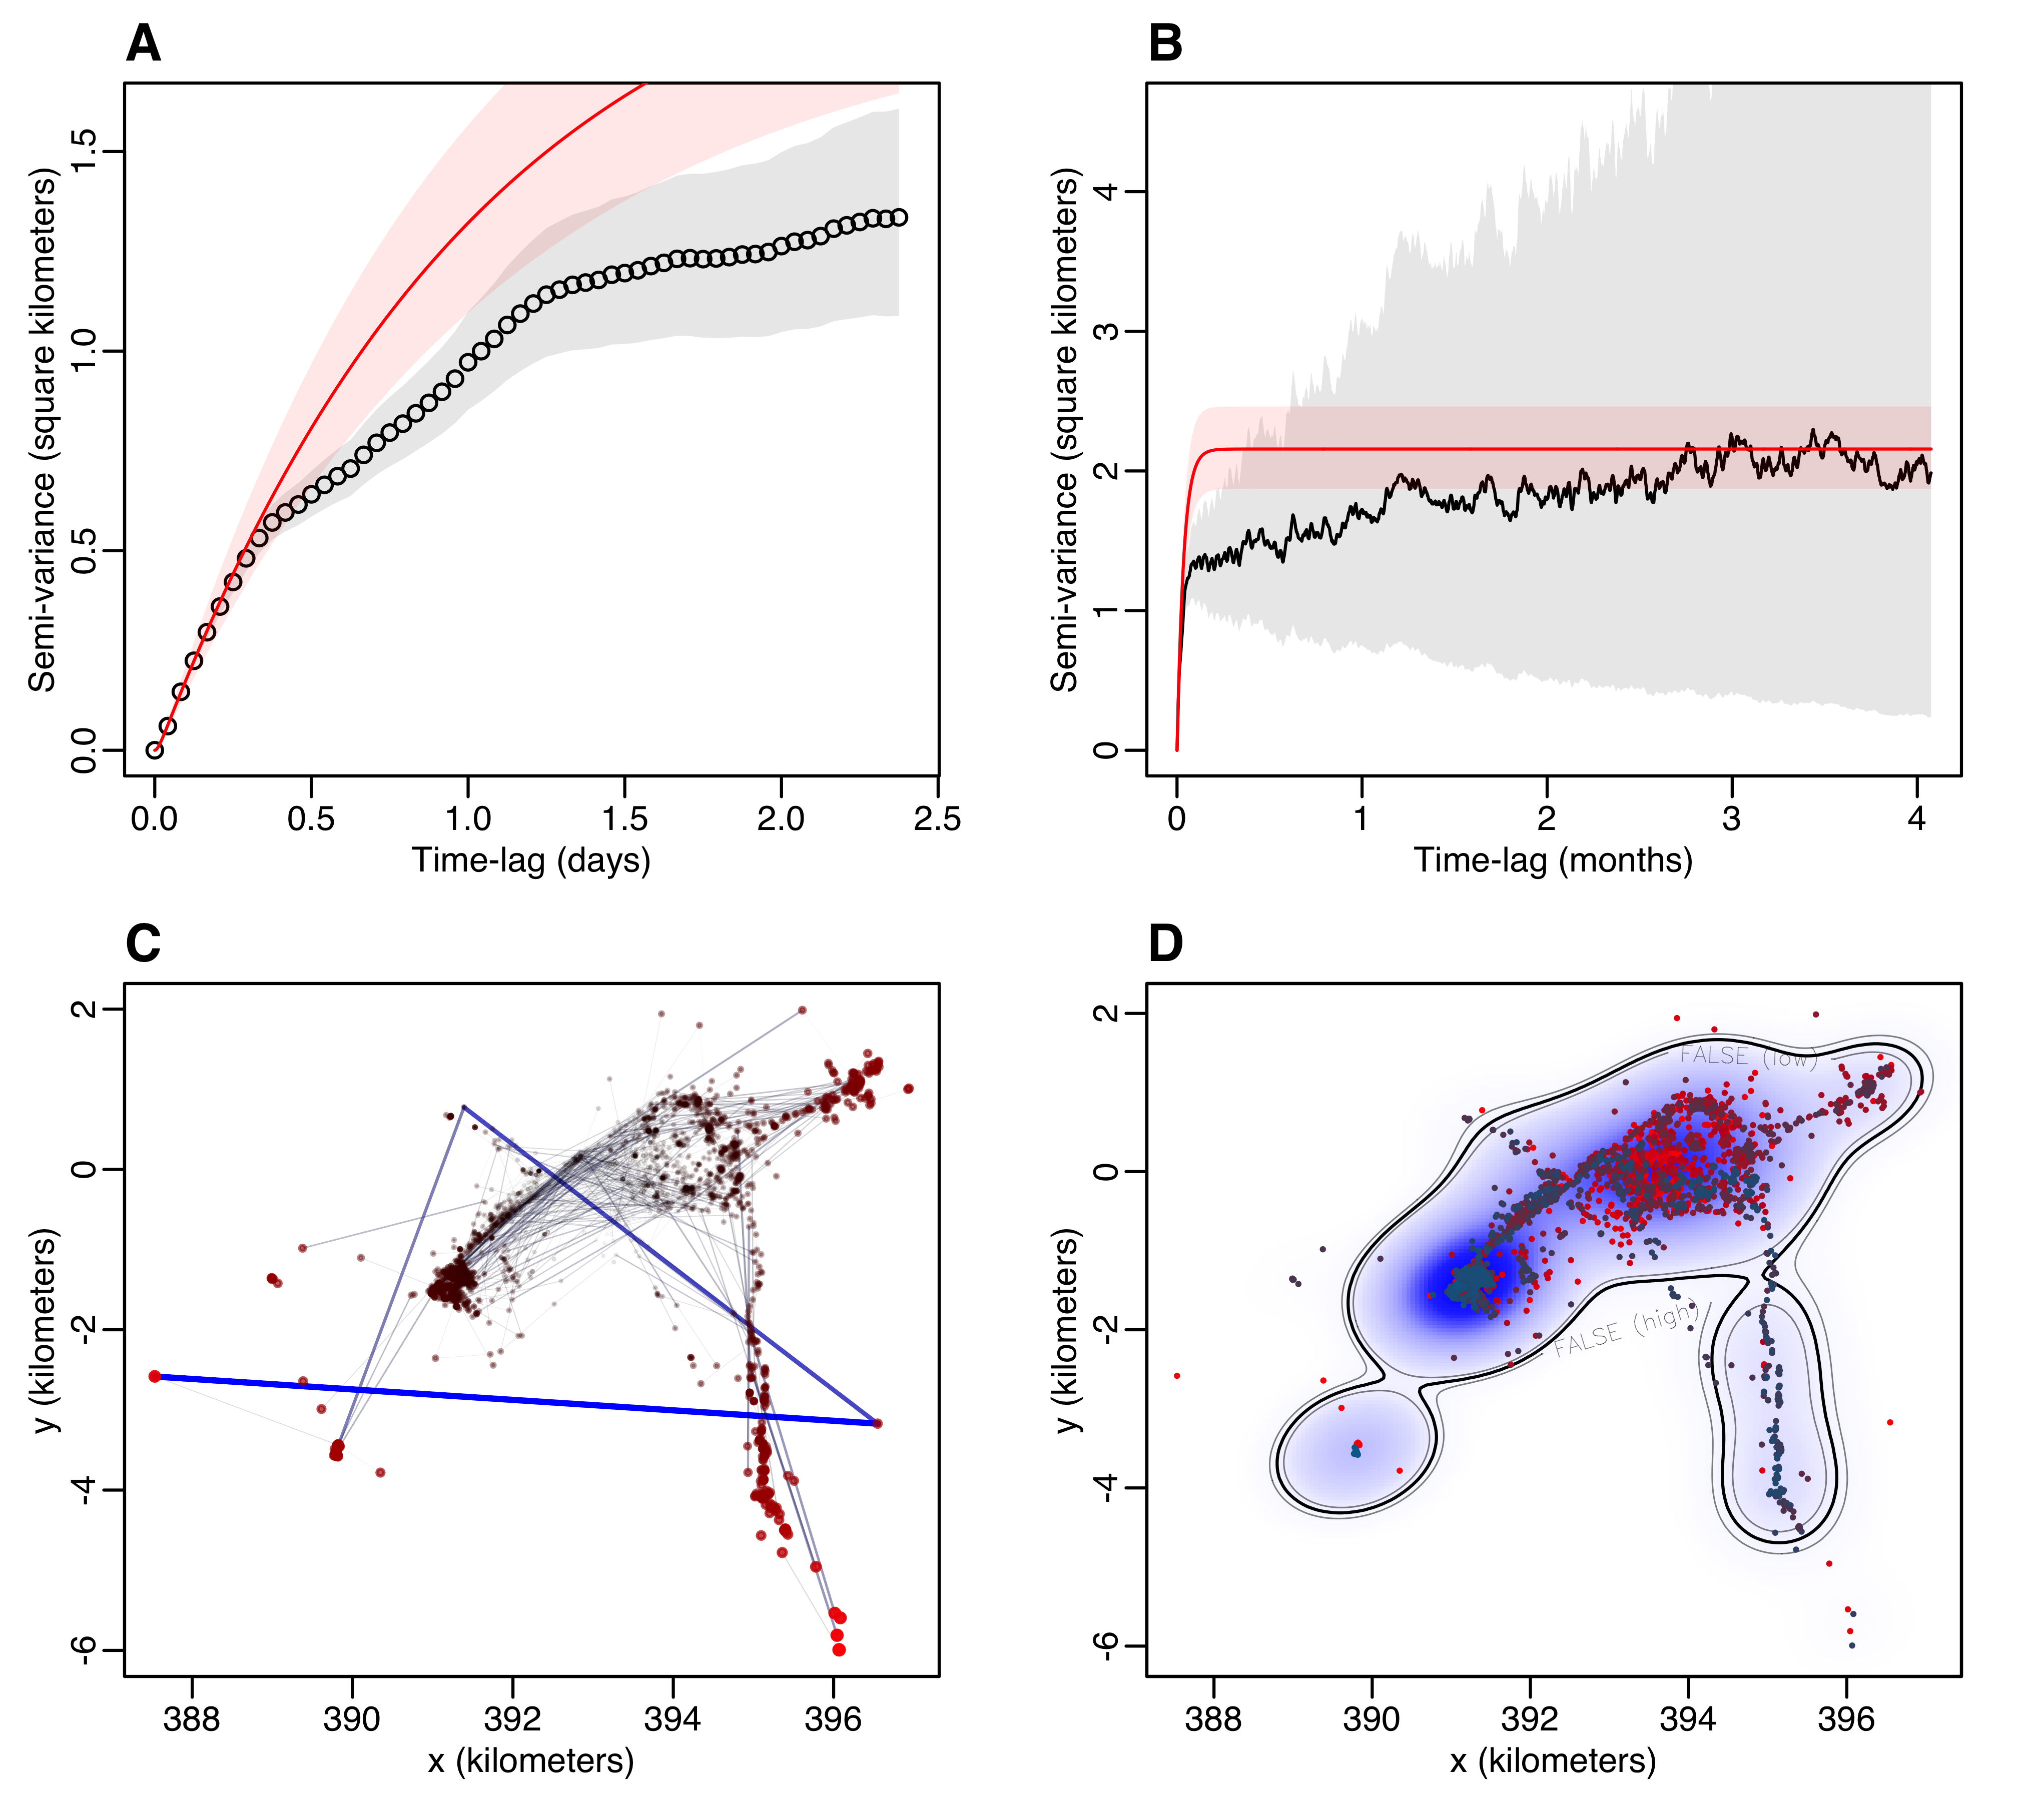 A
Semi-variance (square kilometers)
1.5
1.0
0.5
0.0
0.0 0.5 1.0 1.5 2.0 2.5
Time-lag (days)
B
Semi-variance (square kilometers)
4
3
2
1
0
0 1 2 3 4
Time-lag (months)
C
y (kilometers)
2
0
-2
-4
-6
388 390 392 394 396
x (kilometers)
D
y (kilometers)
2
0
-2
-4
-6
FALSE (low)
FALSE (high)
388 390 392 394 396
x (kilometers)